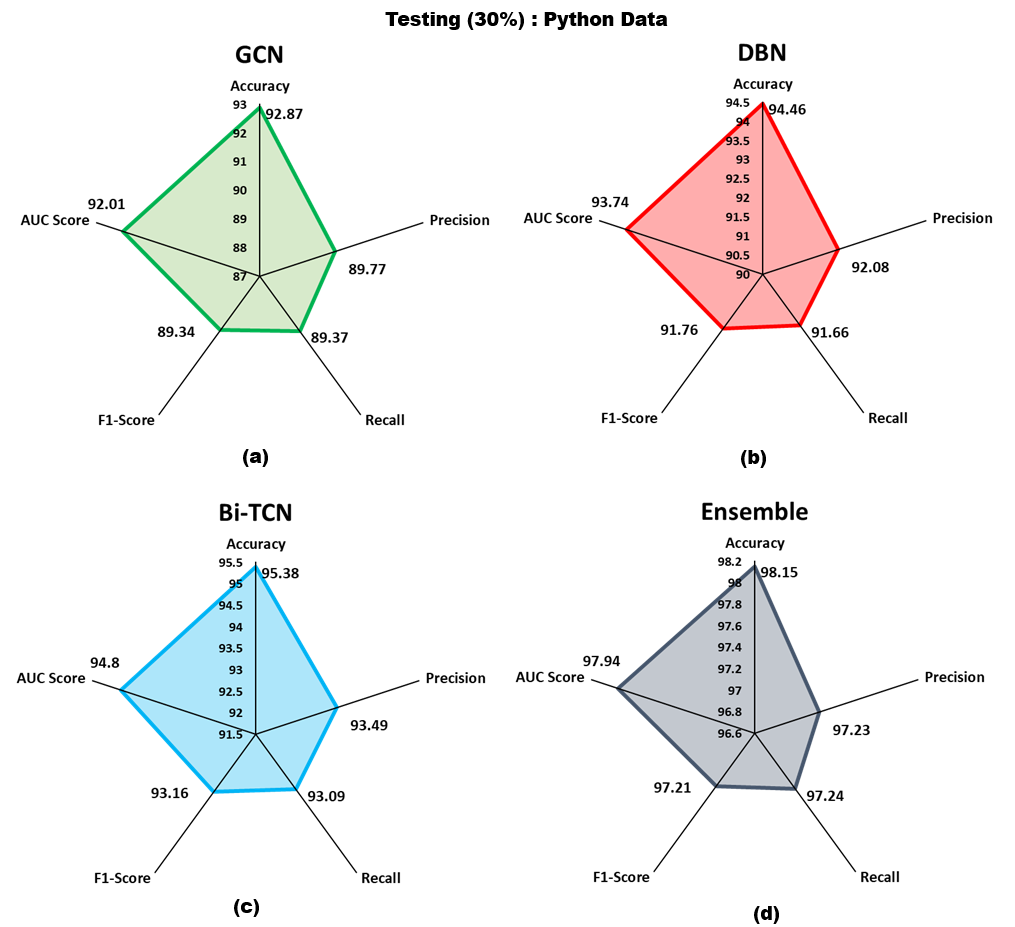 Testing (30%) : Python Data
GCN
Accuracy
93
92.87
92
91
90
89
88
87
92.01
AUC Score
Precision
89.77
89.34
89.37
F1-Score
Recall
(a)
DBN
Accuracy
94.5
94.46
94
93.5
93
92.5
92
91.5
91
90.5
90
93.74
AUC Score
Precision
92.08
91.76
91.66
F1-Score
Recall
(b)
Bi-TCN
Accuracy
95.5
95.38
95
94.5
94
93.5
93
92.5
92
91.5
94.8
AUC Score
Precision
93.49
93.16
93.09
F1-Score
Recall
(c)
Ensemble
Accuracy
98.2
98.15
98
97.8
97.6
97.4
97.2
97
96.8
96.6
97.94
AUC Score
Precision
97.23
97.21
97.24
F1-Score
Recall
(d)